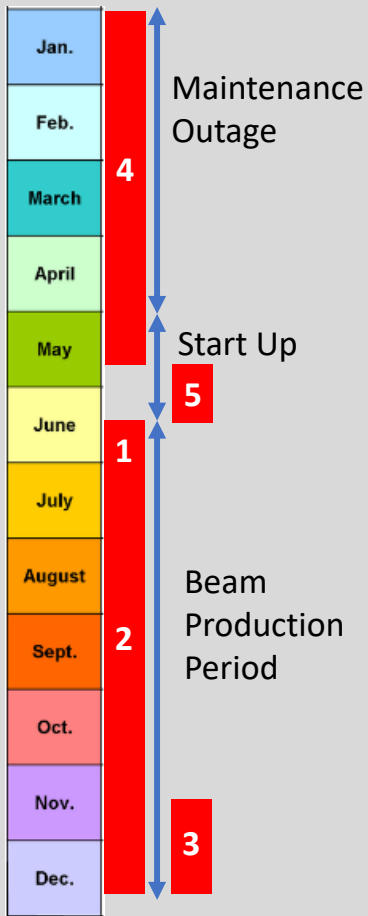 Jan.
Feb.
March
April
May
June
July
August
Sept.
Oct.
Nov.
Dec.
4
1
2
5
3
Maintenance
Outage
Start Up
Beam
Production
Period